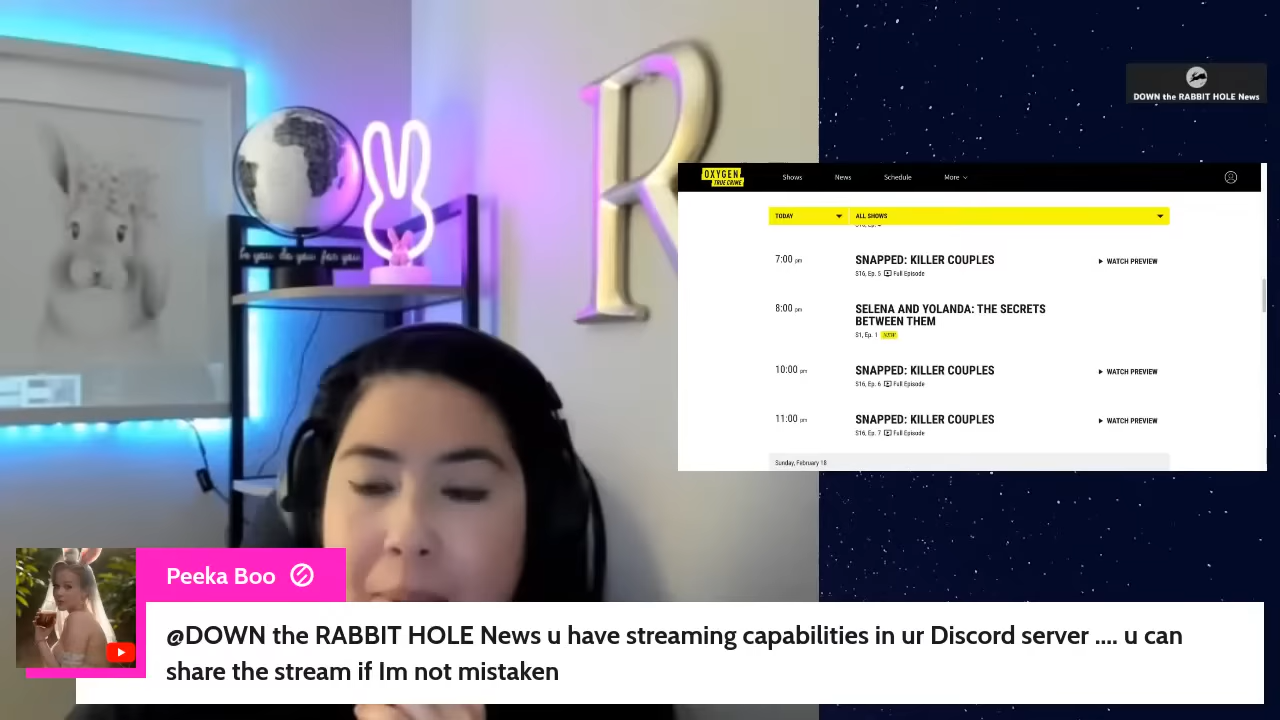 R
be you do you for you
DOWN the RABBIT HOLE News
OXYGEN
TRUE CRIME
Shows
News
Schedule
More
TODAY
ALL SHOWS
S16, Ep. 4
7:00 pm
SNAPPED: KILLER COUPLES
WATCH PREVIEW
S16, Ep. 5 Full Episode
8:00 pm
SELENA AND YOLANDA: THE SECRETS
BETWEEN THEM
S1, Ep. 1 NEW
10:00 pm
SNAPPED: KILLER COUPLES
WATCH PREVIEW
S16, Ep. 6 Full Episode
11:00 pm
SNAPPED: KILLER COUPLES
WATCH PREVIEW
S16, Ep. 7 Full Episode
Sunday, February 18
Peeka Boo
@DOWN the RABBIT HOLE News u have streaming capabilities in ur Discord server .... u can
share the stream if Im not mistaken